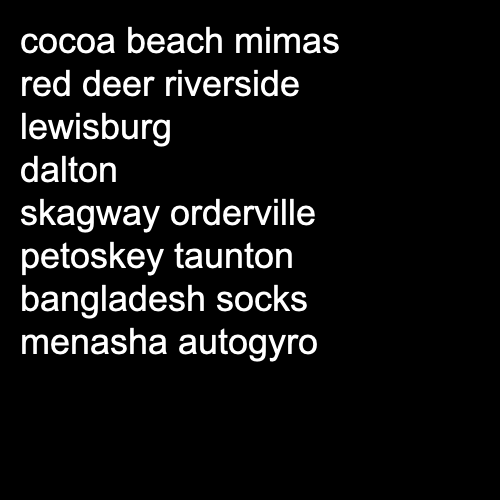 cocoa beach mimas
red deer riverside
lewisburg
dalton
skagway orderville
petoskey taunton
bangladesh socks
menasha autogyro